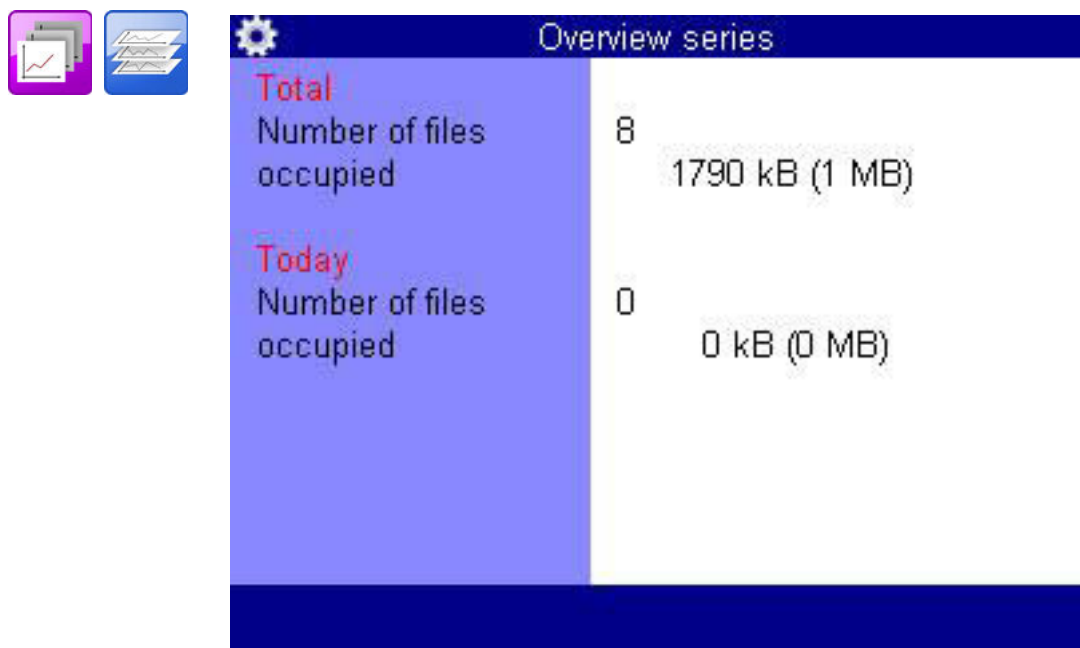 Overview series
Total
Number of files 8
occupied 1790 kB (1 MB)
Today
Number of files 0
occupied 0 kB (0 MB)